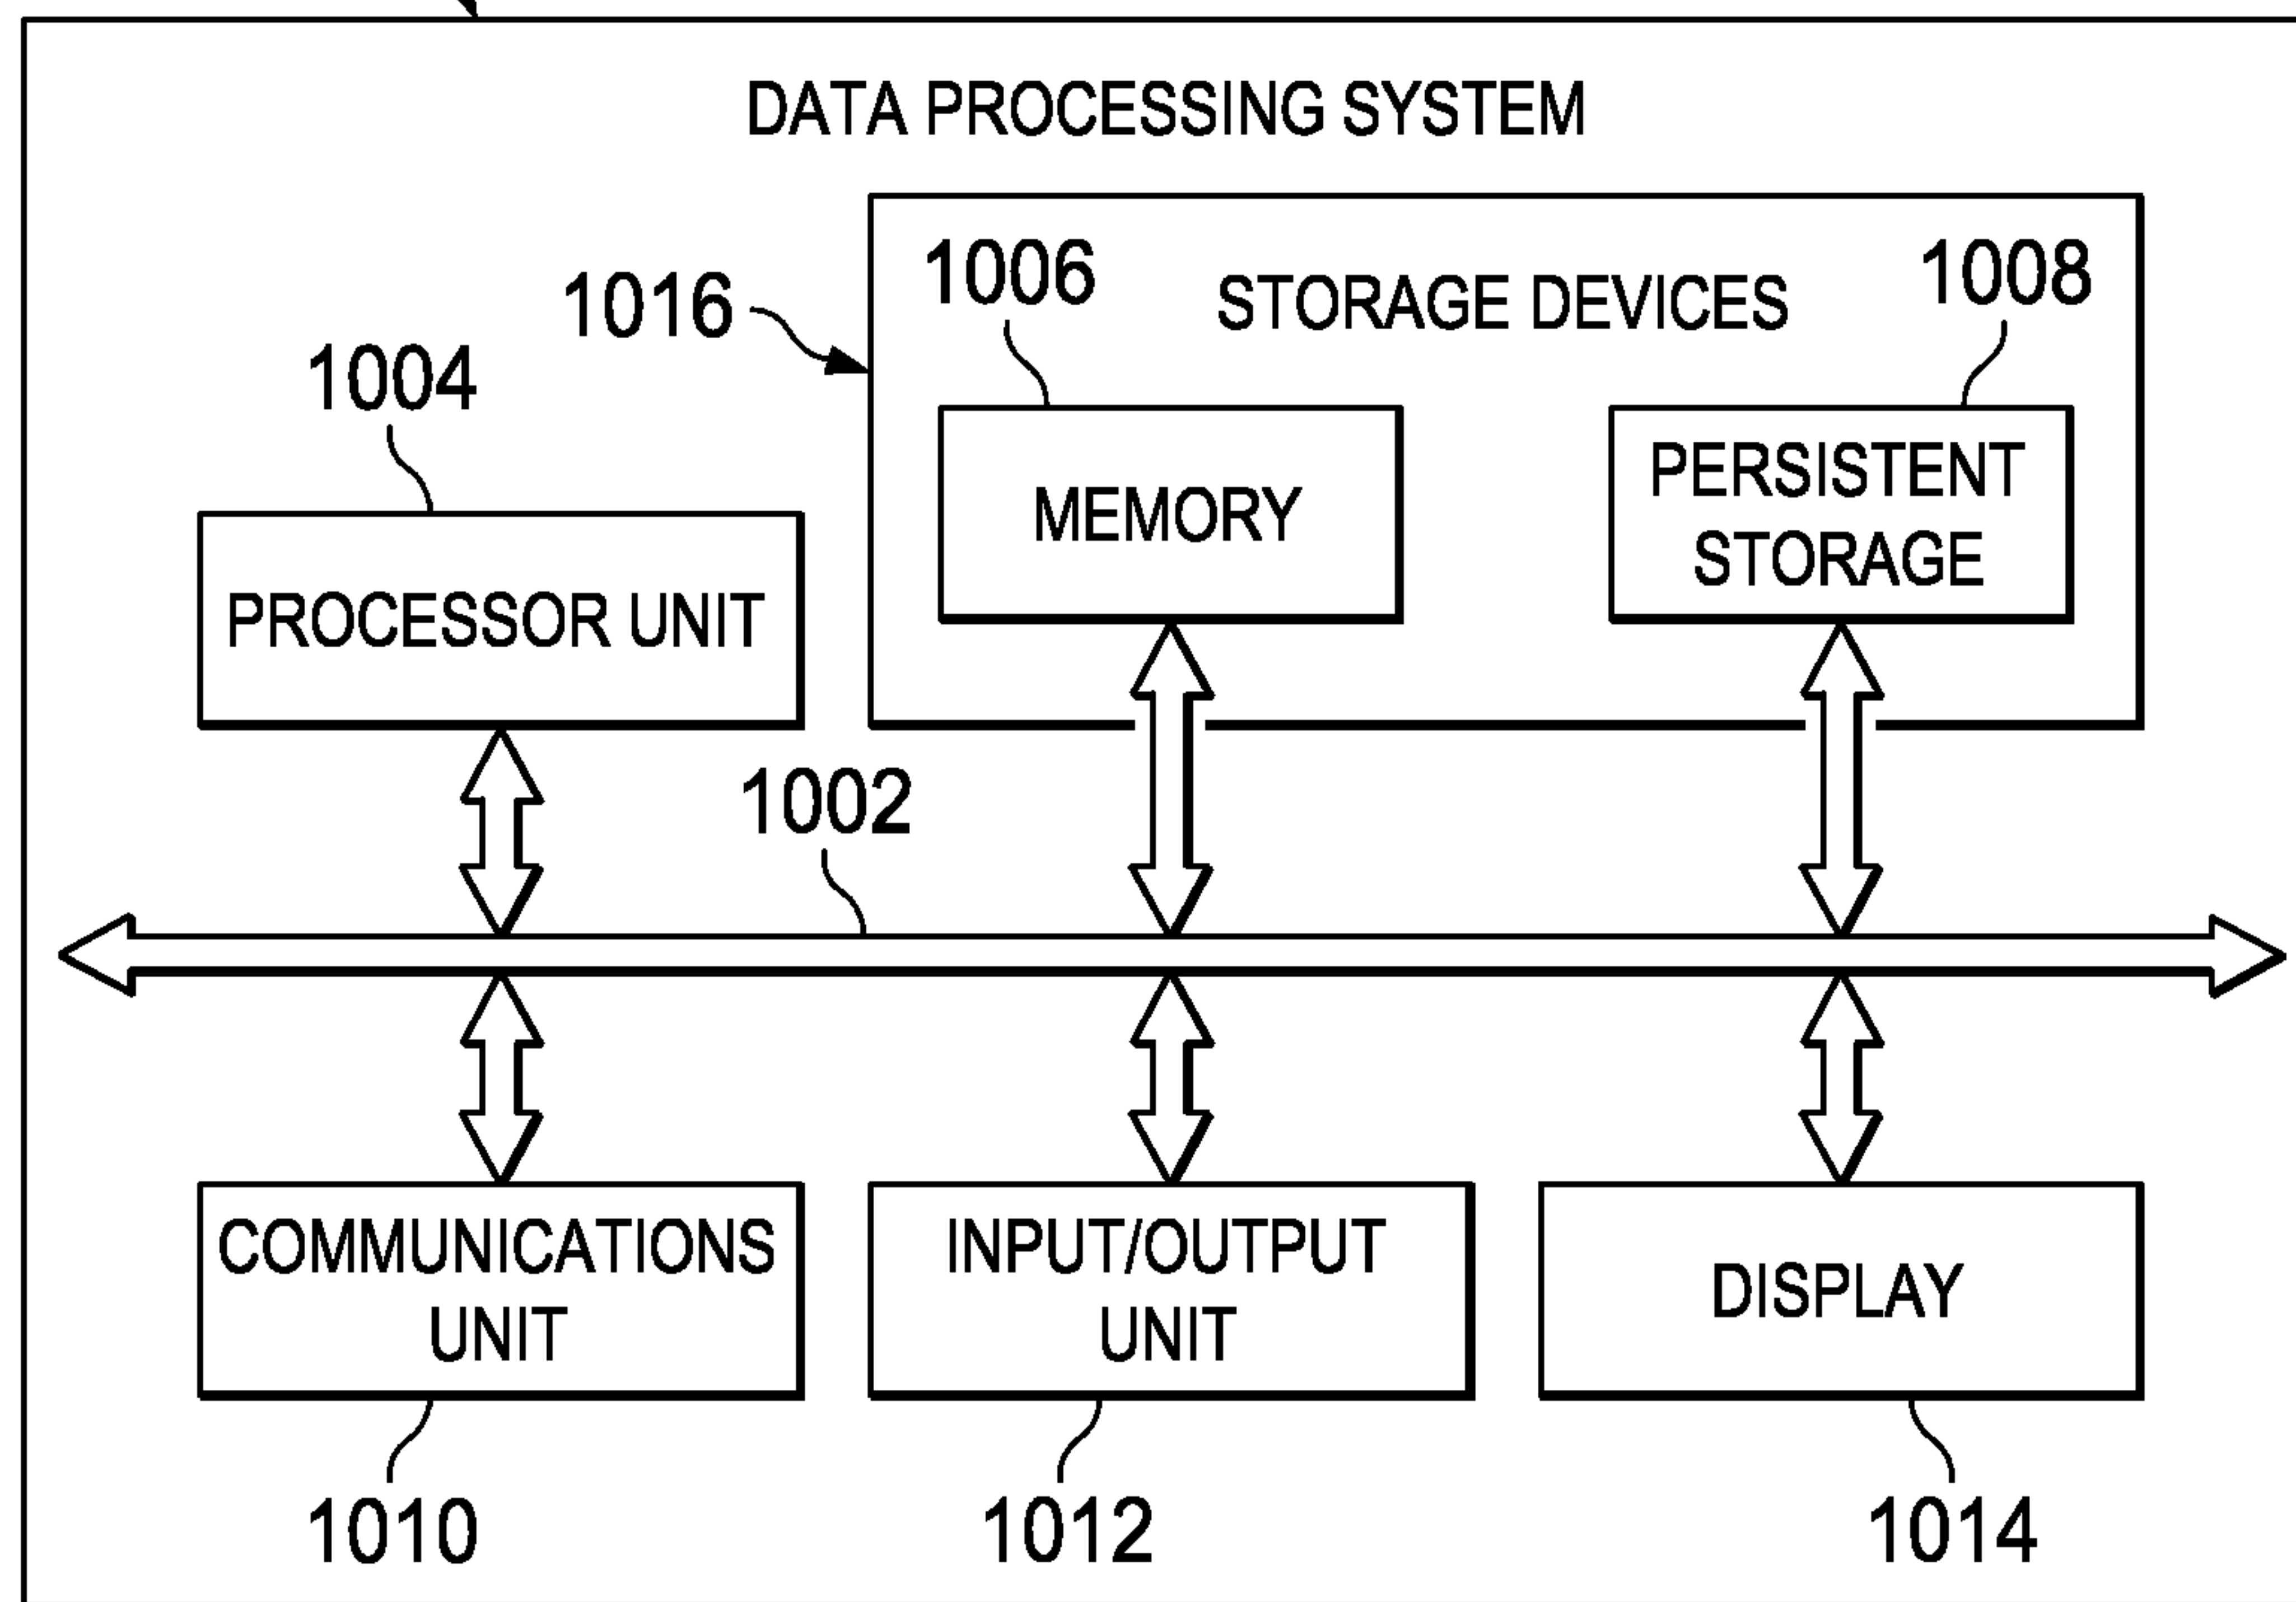 DATA PROCESSING SYSTEM
1016
1006
STORAGE DEVICES
1008
1004
MEMORY
PERSISTENT
STORAGE
PROCESSOR UNIT
1002
COMMUNICATIONS
UNIT
INPUT/OUTPUT
UNIT
DISPLAY
1010
1012
1014